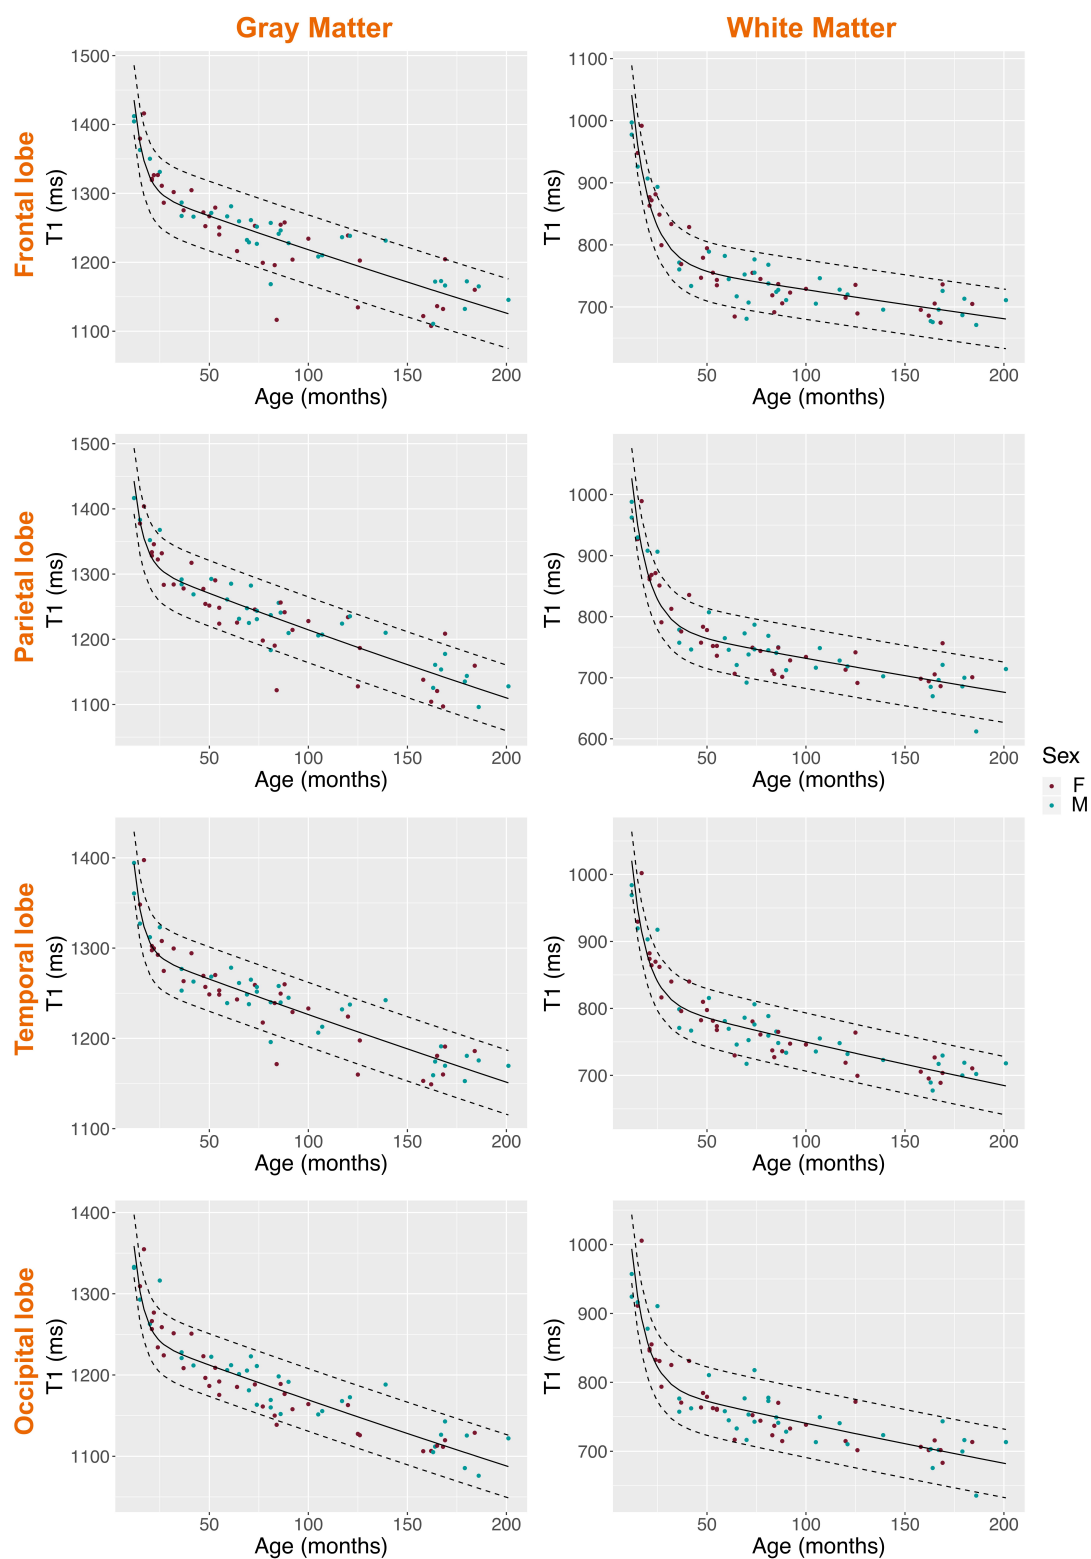 Gray Matter
White Matter
Frontal lobe
T1 (ms)
1500
1400
1300
1200
1100
50
100
150
200
Age (months)
T1 (ms)
1100
1000
900
800
700
50
100
150
200
Age (months)
Parietal lobe
T1 (ms)
1500
1400
1300
1200
1100
50
100
150
200
Age (months)
T1 (ms)
1000
900
800
700
600
50
100
150
200
Age (months)
Sex
F
M
Temporal lobe
T1 (ms)
1400
1300
1200
1100
50
100
150
200
Age (months)
T1 (ms)
1000
900
800
700
50
100
150
200
Age (months)
Occipital lobe
T1 (ms)
1400
1300
1200
1100
50
100
150
200
Age (months)
T1 (ms)
1000
900
800
700
50
100
150
200
Age (months)